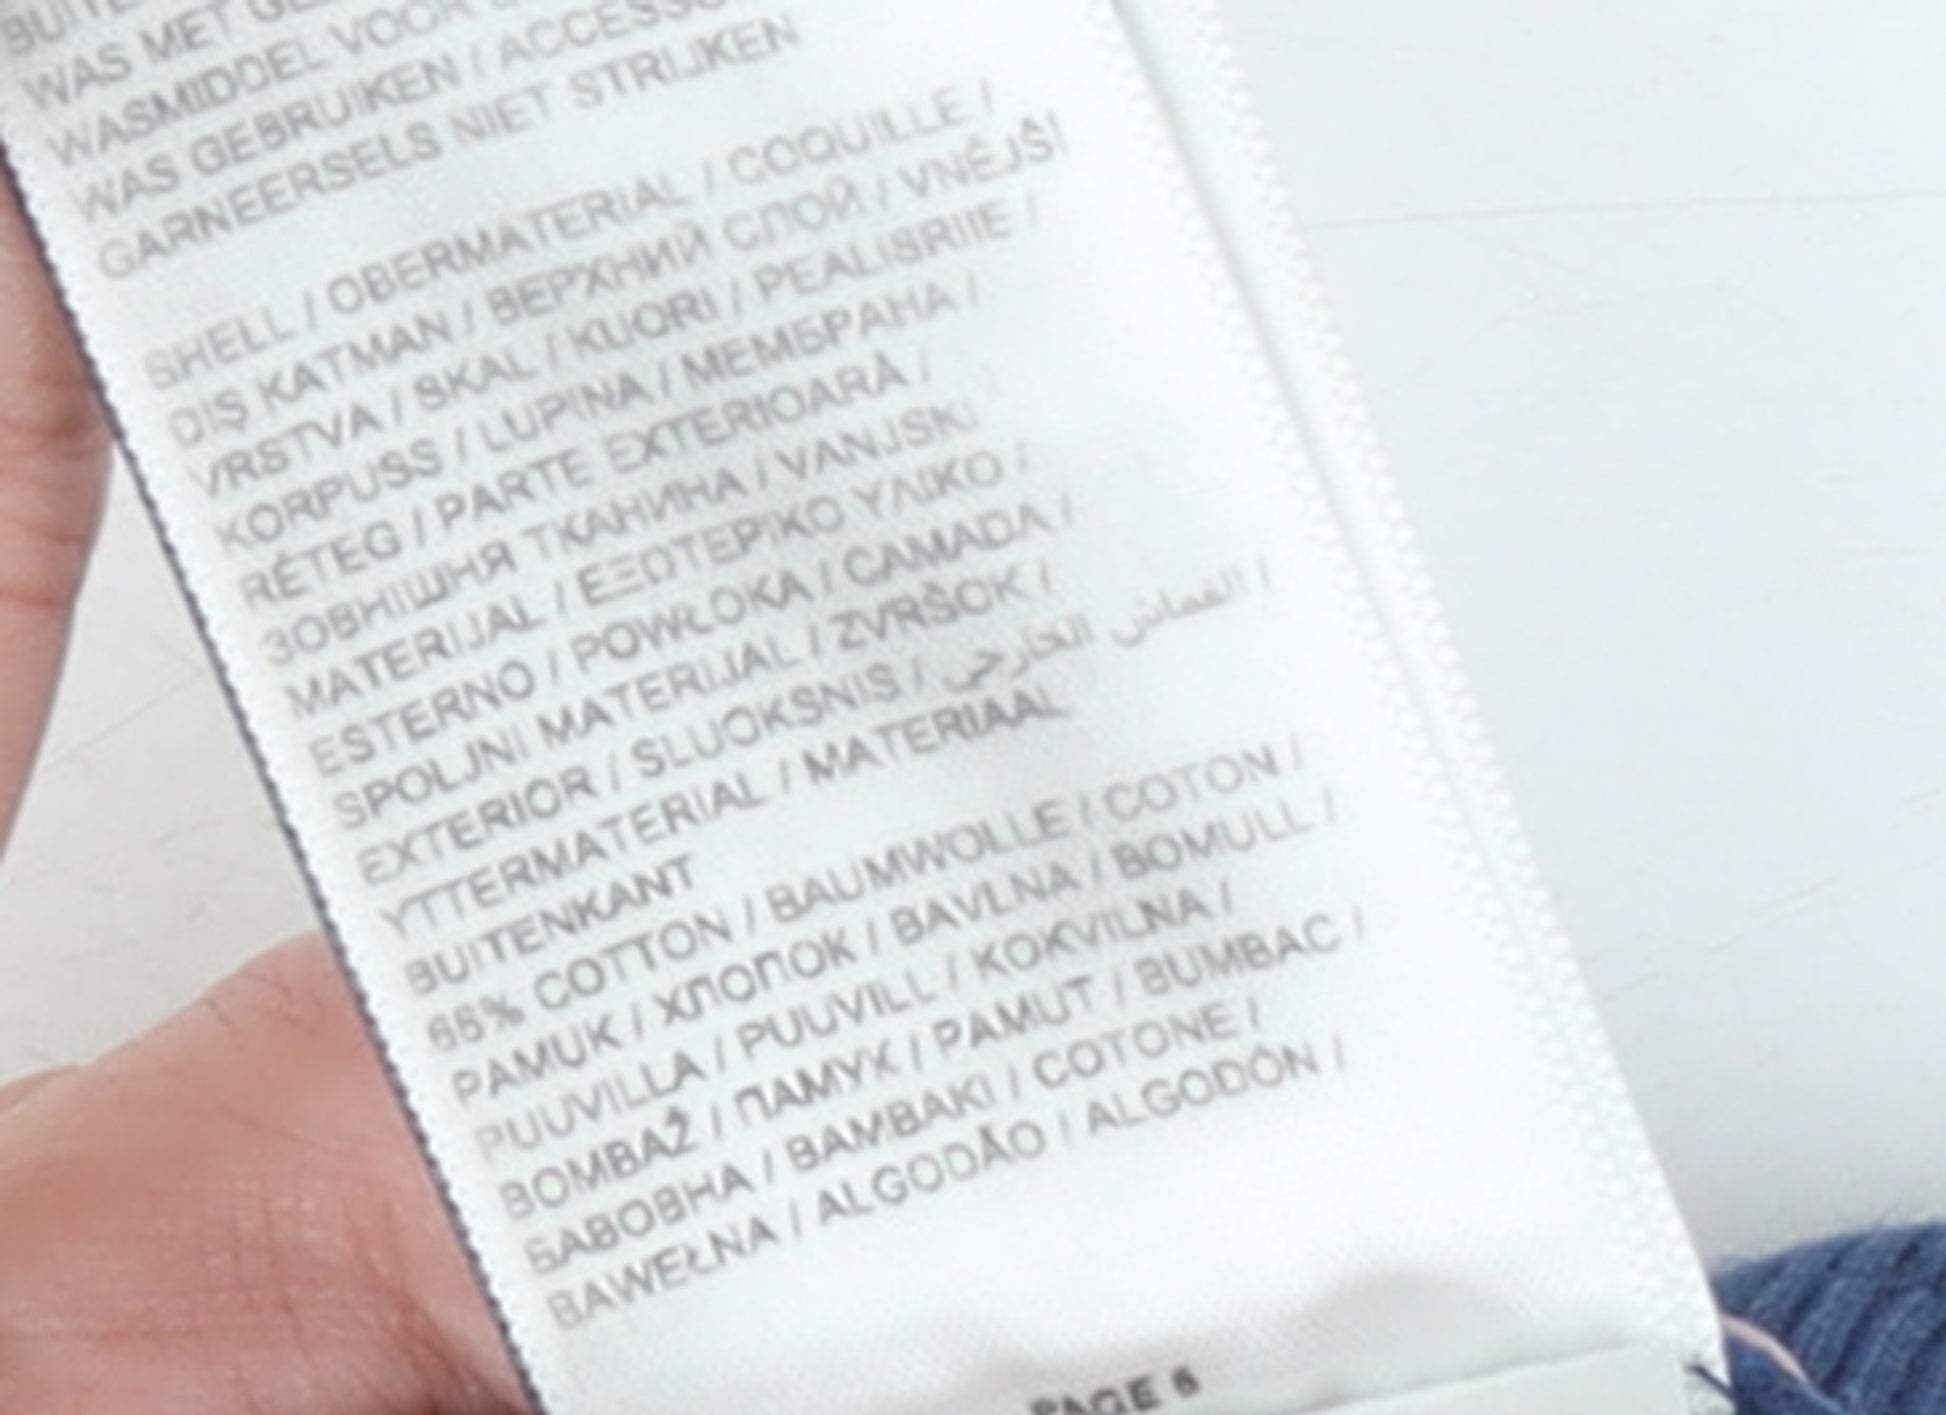 WAS MET
WASMIDDEL VOOR
WAS GEBRUIKEN /
GARNEERSELS NIET STRIJKEN
SHELL / OBERMATERIAL / COQUILLE /
DIŞ KATMAN / ВЕРХНИЙ СЛОЙ / VNĚJŠÍ
VRSTVA / SKAL / KUORI / PEALISRIIE /
KORPUSS / LUPINA / МЕМБРАНА /
RÉTEG / PARTE EXTERIOARĂ /
ЗОВНІШНЯ ТКАНИНА / VANJSKI
MATERIJAL / ΕΞΩΤΕΡΙΚΟ ΥΛΙΚΟ /
ESTERNO / POWŁOKA / CAMADA /
SPOLJNI MATERIJAL / ZVRŠOK /
EXTERIOR / SLUOKSNIS / القماش الخارجي /
YTTERMATERIAL / MATERIAAL
BUITENKANT
66% COTTON / BAUMWOLLE / COTON /
PAMUK / ХЛОПОК / BAVLNA / BOMULL /
PUUVILLA / PUUVILL / KOKVILNA /
BOMBAŽ / ПАМУК / PAMUT / BUMBAC /
БАВОВНА / BAMBAKI / COTONE /
BAWEŁNA / ALGODÃO / ALGODÓN /
PAGE 6